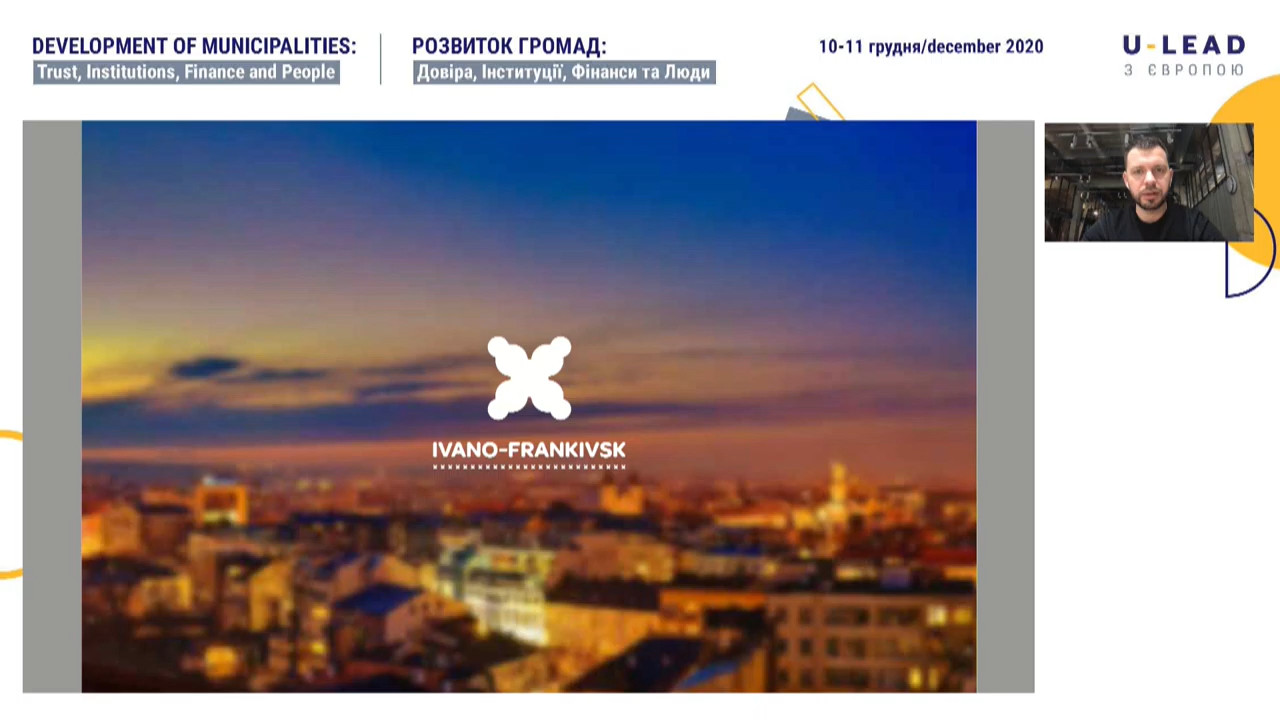 DEVELOPMENT OF MUNICIPALITIES:
Trust, Institutions, Finance and People
РОЗВИТОК ГРОМАД:
Довіра, Інституції, Фінанси та Люди
10-11 грудня/december 2020
U-LEAD
З ЄВРОПОЮ
IVANO-FRANKIVSK